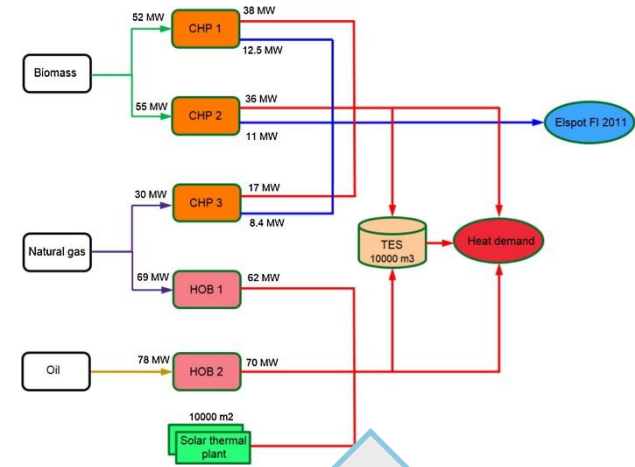 38 MW
52 MW
CHP 1
12.5 MW
Biomass
36 MW
55 MW
CHP 2
Elspot FI 2011
11 MW
17 MW
30 MW
CHP 3
8.4 MW
Natural gas
TES
10000 m3
Heat demand
69 MW
62 MW
HOB 1
78 MW
70 MW
Oil
HOB 2
10000 m2
Solar thermal
plant